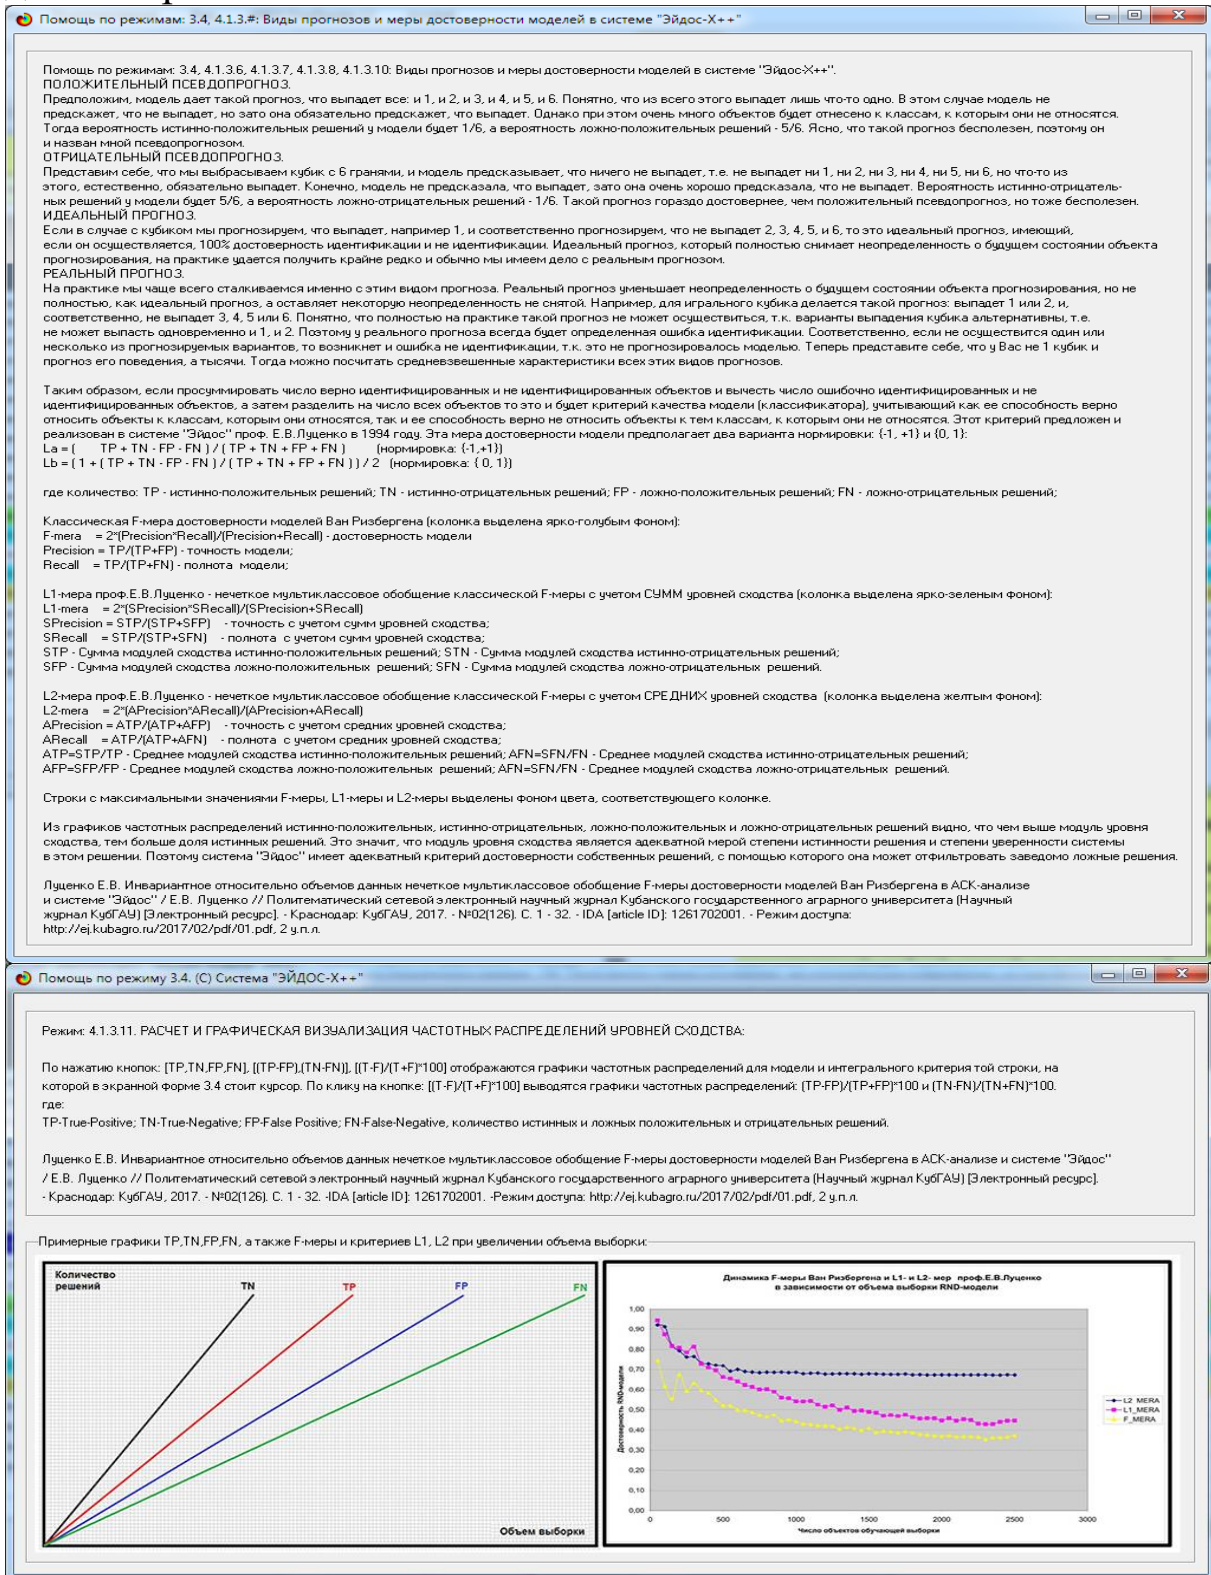 Помощь по режимам: 3.4, 4.1.3.#: Виды прогнозов и меры достоверности моделей в системе "Эйдос-Х++"
Помощь по режимам: 3.4, 4.1.3.6, 4.1.3.7, 4.1.3.8, 4.1.3.10: Виды прогнозов и меры достоверности моделей в системе "Эйдос-Х++".
ПОЛОЖИТЕЛЬНЫЙ ПСЕВДОПРОГНОЗ.
Предположим, модель дает такой прогноз, что выпадет все: и 1, и 2, и 3, и 4, и 5, и 6. Понятно, что из всего этого выпадет лишь что-то одно. В этом случае модель не
предскажет, что не выпадет, но зато она обязательно предскажет, что выпадет. Однако при этом очень много объектов будет отнесено к классам, к которым они не относятся.
Тогда вероятность истинно-положительных решений у модели будет 1/6, а вероятность ложно-положительных решений - 5/6. Ясно, что такой прогноз бесполезен, поэтому он
и назван мной псевдопрогнозом.
ОТРИЦАТЕЛЬНЫЙ ПСЕВДОПРОГНОЗ.
Представим себе, что мы выбрасываем кубик с 6 гранями, и модель предсказывает, что ничего не выпадет, т.е. не выпадет ни 1, ни 2, ни 3, ни 4, ни 5, ни 6, но что-то из
этого, естественно, обязательно выпадет. Конечно, модель не предсказала, что выпадет, зато она очень хорошо предсказала, что не выпадет. Вероятность истинно-отрицатель-
ных решений у модели будет 5/6, а вероятность ложно-отрицательных решений - 1/6. Такой прогноз гораздо достовернее, чем положительный псевдопрогноз, но тоже бесполезен.
ИДЕАЛЬНЫЙ ПРОГНОЗ.
Если в случае с кубиком мы прогнозируем, что выпадет, например 1, и соответственно прогнозируем, что не выпадет 2, 3, 4, 5, и 6, то это идеальный прогноз, имеющий,
если он осуществляется, 100% достоверность идентификации и не идентификации. Идеальный прогноз, который полностью снимает неопределенность о будущем состоянии объекта
прогнозирования, на практике удается получить крайне редко и обычно мы имеем дело с реальным прогнозом.
РЕАЛЬНЫЙ ПРОГНОЗ.
На практике мы чаще всего сталкиваемся именно с этим видом прогноза. Реальный прогноз уменьшает неопределенность о будущем состоянии объекта прогнозирования, но не
полностью, как идеальный прогноз, а оставляет некоторую неопределенность не снятой. Например, для игрального кубика делается такой прогноз: выпадет 1 или 2, и,
соответственно, не выпадет 3, 4, 5 или 6. Понятно, что полностью на практике такой прогноз не может осуществиться, т.к. варианты выпадения кубика альтернативны, т.е.
не может выпасть одновременно и 1, и 2. Поэтому у реального прогноза всегда будет определенная ошибка идентификации. Соответственно, если не осуществится один или
несколько из прогнозируемых вариантов, то возникнет и ошибка не идентификации, т.к. это не прогнозировалось моделью. Теперь представите себе, что у Вас не 1 кубик и
прогноз его поведения, а тысячи. Тогда можно посчитать средневзвешенные характеристики всех этих видов прогнозов.
Таким образом, если просуммировать число верно идентифицированных и не идентифицированных объектов и вычесть число ошибочно идентифицированных и не
идентифицированных объектов, а затем разделить на число всех объектов то это и будет критерий качества модели (классификатора), учитывающий как ее способность верно
относить объекты к классам, которым они относятся, так и ее способность верно не относить объекты к тем классам, к которым они не относятся. Этот критерий предложен и
реализован в системе "Эйдос" проф. Е.В.Луценко в 1994 году. Эта мера достоверности модели предполагает два варианта нормировки: {-1, +1} и {0, 1}:
La = ( TP + TN - FP - FN ) / ( TP + TN + FP + FN ) (нормировка: {-1,+1})
Lb = ( 1 + ( TP + TN - FP - FN ) / ( TP + TN + FP + FN ) ) / 2 (нормировка: { 0, 1})
где количество: TP - истинно-положительных решений; TN - истинно-отрицательных решений; FP - ложно-положительных решений; FN - ложно-отрицательных решений;
Классическая F-мера достоверности моделей Ван Ризбергена (колонка выделена ярко-голубым фоном):
F-mera = 2*(Precision*Recall)/(Precision+Recall) - достоверность модели
Precision = TP/(TP+FP) - точность модели;
Recall = TP/(TP+FN) - полнота модели;
L1-мера проф.Е.В.Луценко - нечеткое мультиклассовое обобщение классической F-меры с учетом СУММ уровней сходства (колонка выделена ярко-зеленым фоном):
L1-mera = 2*(SPrecision*SRecall)/(SPrecision+SRecall)
SPrecision = STP/(STP+SFP) - точность с учетом сумм уровней сходства;
SRecall = STP/(STP+SFN) - полнота с учетом сумм уровней сходства;
STP - Сумма модулей сходства истинно-положительных решений; STN - Сумма модулей сходства истинно-отрицательных решений;
SFP - Сумма модулей сходства ложно-положительных решений; SFN - Сумма модулей сходства ложно-отрицательных решений.
L2-мера проф.Е.В.Луценко - нечеткое мультиклассовое обобщение классической F-меры с учетом СРЕДНИХ уровней сходства (колонка выделена желтым фоном):
L2-mera = 2*(APrecision*ARecall)/(APrecision+ARecall)
APrecision = ATP/(ATP+AFP) - точность с учетом средних уровней сходства;
ARecall = ATP/(ATP+AFN) - полнота с учетом средних уровней сходства;
ATP=STP/TP - Среднее модулей сходства истинно-положительных решений; AFN=SFN/FN - Среднее модулей сходства истинно-отрицательных решений;
AFP=SFP/FP - Среднее модулей сходства ложно-положительных решений; AFN=SFN/FN - Среднее модулей сходства ложно-отрицательных решений.
Строки с максимальными значениями F-меры, L1-меры и L2-меры выделены фоном цвета, соответствующего колонке.
Из графиков частотных распределений истинно-положительных, истинно-отрицательных, ложно-положительных и ложно-отрицательных решений видно, что чем выше модуль уровня
сходства, тем больше доля истинных решений. Это значит, что модуль уровня сходства является адекватной мерой степени истинности решения и степени уверенности системы
в этом решении. Поэтому система "Эйдос" имеет адекватный критерий достоверности собственных решений, с помощью которого она может отфильтровать заведомо ложные решения.
Луценко Е.В. Инвариантное относительно объемов данных нечеткое мультиклассовое обобщение F-меры достоверности моделей Ван Ризбергена в АСК-анализе
и системе "Эйдос" / Е.В. Луценко // Политематический сетевой электронный научный журнал Кубанского государственного аграрного университета (Научный
журнал КубГАУ) [Электронный ресурс]. - Краснодар: КубГАУ, 2017. - №02(126). С. 1 - 32. - IDA [article ID]: 1261702001. - Режим доступа:
http://ej.kubagro.ru/2017/02/pdf/01.pdf, 2 у.п.л.
Помощь по режиму 3.4. (C) Система "ЭЙДОС-Х++"
Режим: 4.1.3.11. РАСЧЕТ И ГРАФИЧЕСКАЯ ВИЗУАЛИЗАЦИЯ ЧАСТОТНЫХ РАСПРЕДЕЛЕНИЙ УРОВНЕЙ СХОДСТВА:
По нажатию кнопок: [TP,TN,FP,FN], [(TP-FP),(TN-FN)], [(T-F)/(T+F)*100] отображаются графики частотных распределений для модели и интегрального критерия той строки, на
которой в экранной форме 3.4 стоит курсор. По клику на кнопке: [(T-F)/(T+F)*100] выводятся графики частотных распределений: (TP-FP)/(TP+FP)*100 и (TN-FN)/(TN+FN)*100.
где:
TP-True-Positive; TN-True-Negative; FP-False Positive; FN-False-Negative, количество истинных и ложных положительных и отрицательных решений.
Луценко Е.В. Инвариантное относительно объемов данных нечеткое мультиклассовое обобщение F-меры достоверности моделей Ван Ризбергена в АСК-анализе и системе "Эйдос"
/ Е.В. Луценко // Политематический сетевой электронный научный журнал Кубанского государственного аграрного университета (Научный журнал КубГАУ) [Электронный ресурс].
- Краснодар: КубГАУ, 2017. - №02(126). С. 1 - 32. -IDA [article ID]: 1261702001. -Режим доступа: http://ej.kubagro.ru/2017/02/pdf/01.pdf, 2 у.п.л.
Примерные графики TP,TN,FP,FN, а также F-меры и критериев L1, L2 при увеличении объема выборки:
Количество
решений
TN
TP
FP
FN
Объем выборки
Динамика F-меры Ван Ризбергена и L1- и L2- мер проф.Е.В.Луценко
в зависимости от объема выборки RND-модели
Достоверность RND-модели
1,00
0,90
0,80
0,70
0,60
0,50
0,40
0,30
0,20
0,10
0,00
0
500
1000
1500
2000
2500
3000
Число объектов обучающей выборки
L2_MERA
L1_MERA
F_MERA